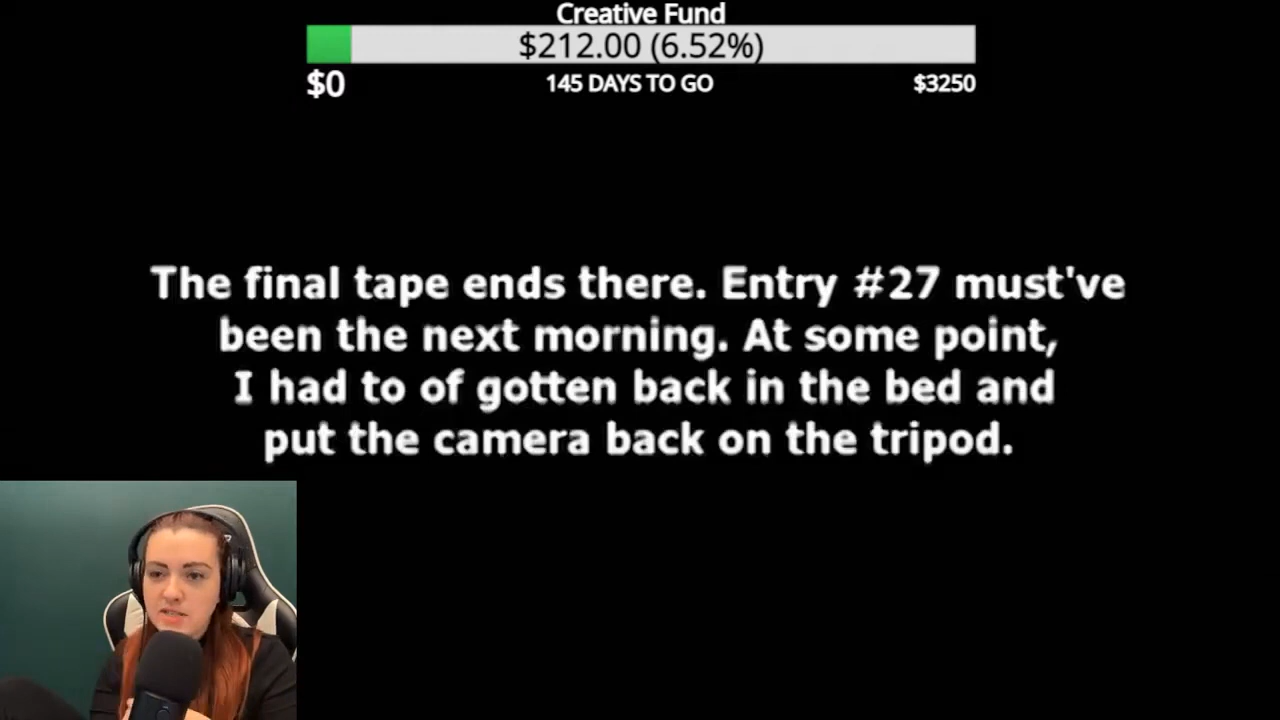 Creative Fund
$212.00 (6.52%)
$0 145 DAYS TO GO $3250
The final tape ends there. Entry #27 must've
been the next morning. At some point,
I had to of gotten back in the bed and
put the camera back on the tripod.